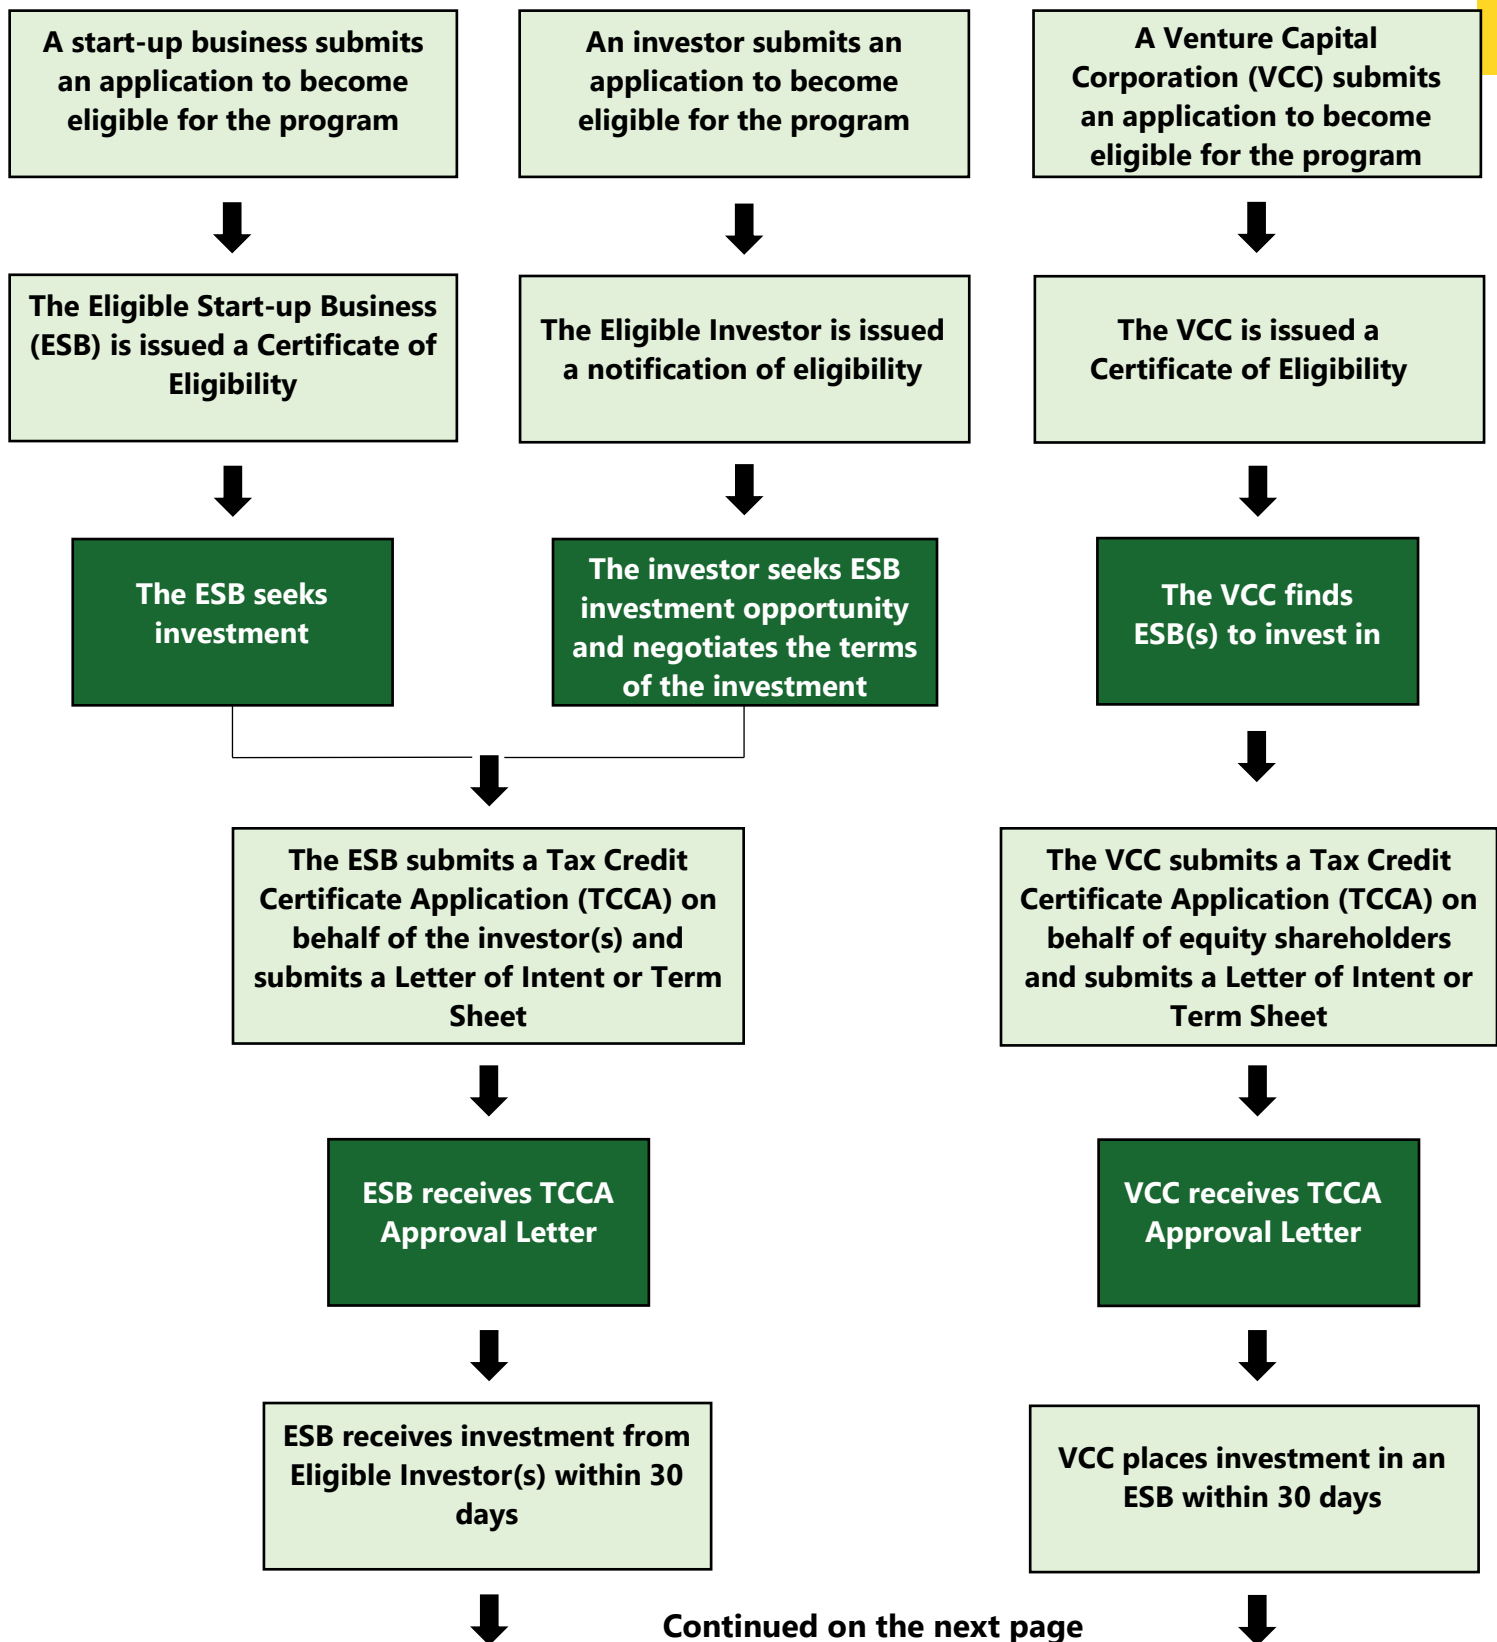 A start-up business submits
an application to become
eligible for the program
An investor submits an
application to become
eligible for the program
A Venture Capital
Corporation (VCC) submits
an application to become
eligible for the program
The Eligible Start-up Business
(ESB) is issued a Certificate of
Eligibility
The Eligible Investor is issued
a notification of eligibility
The VCC is issued a
Certificate of Eligibility
The ESB seeks
investment
The investor seeks ESB
investment opportunity
and negotiates the terms
of the investment
The VCC finds
ESB(s) to invest in
The ESB submits a Tax Credit
Certificate Application (TCCA) on
behalf of the investor(s) and
submits a Letter of Intent or Term
Sheet
The VCC submits a Tax Credit
Certificate Application (TCCA) on
behalf of equity shareholders
and submits a Letter of Intent or
Term Sheet
ESB receives TCCA
Approval Letter
VCC receives TCCA
Approval Letter
ESB receives investment from
Eligible Investor(s) within 30
days
VCC places investment in an
ESB within 30 days
Continued on the next page